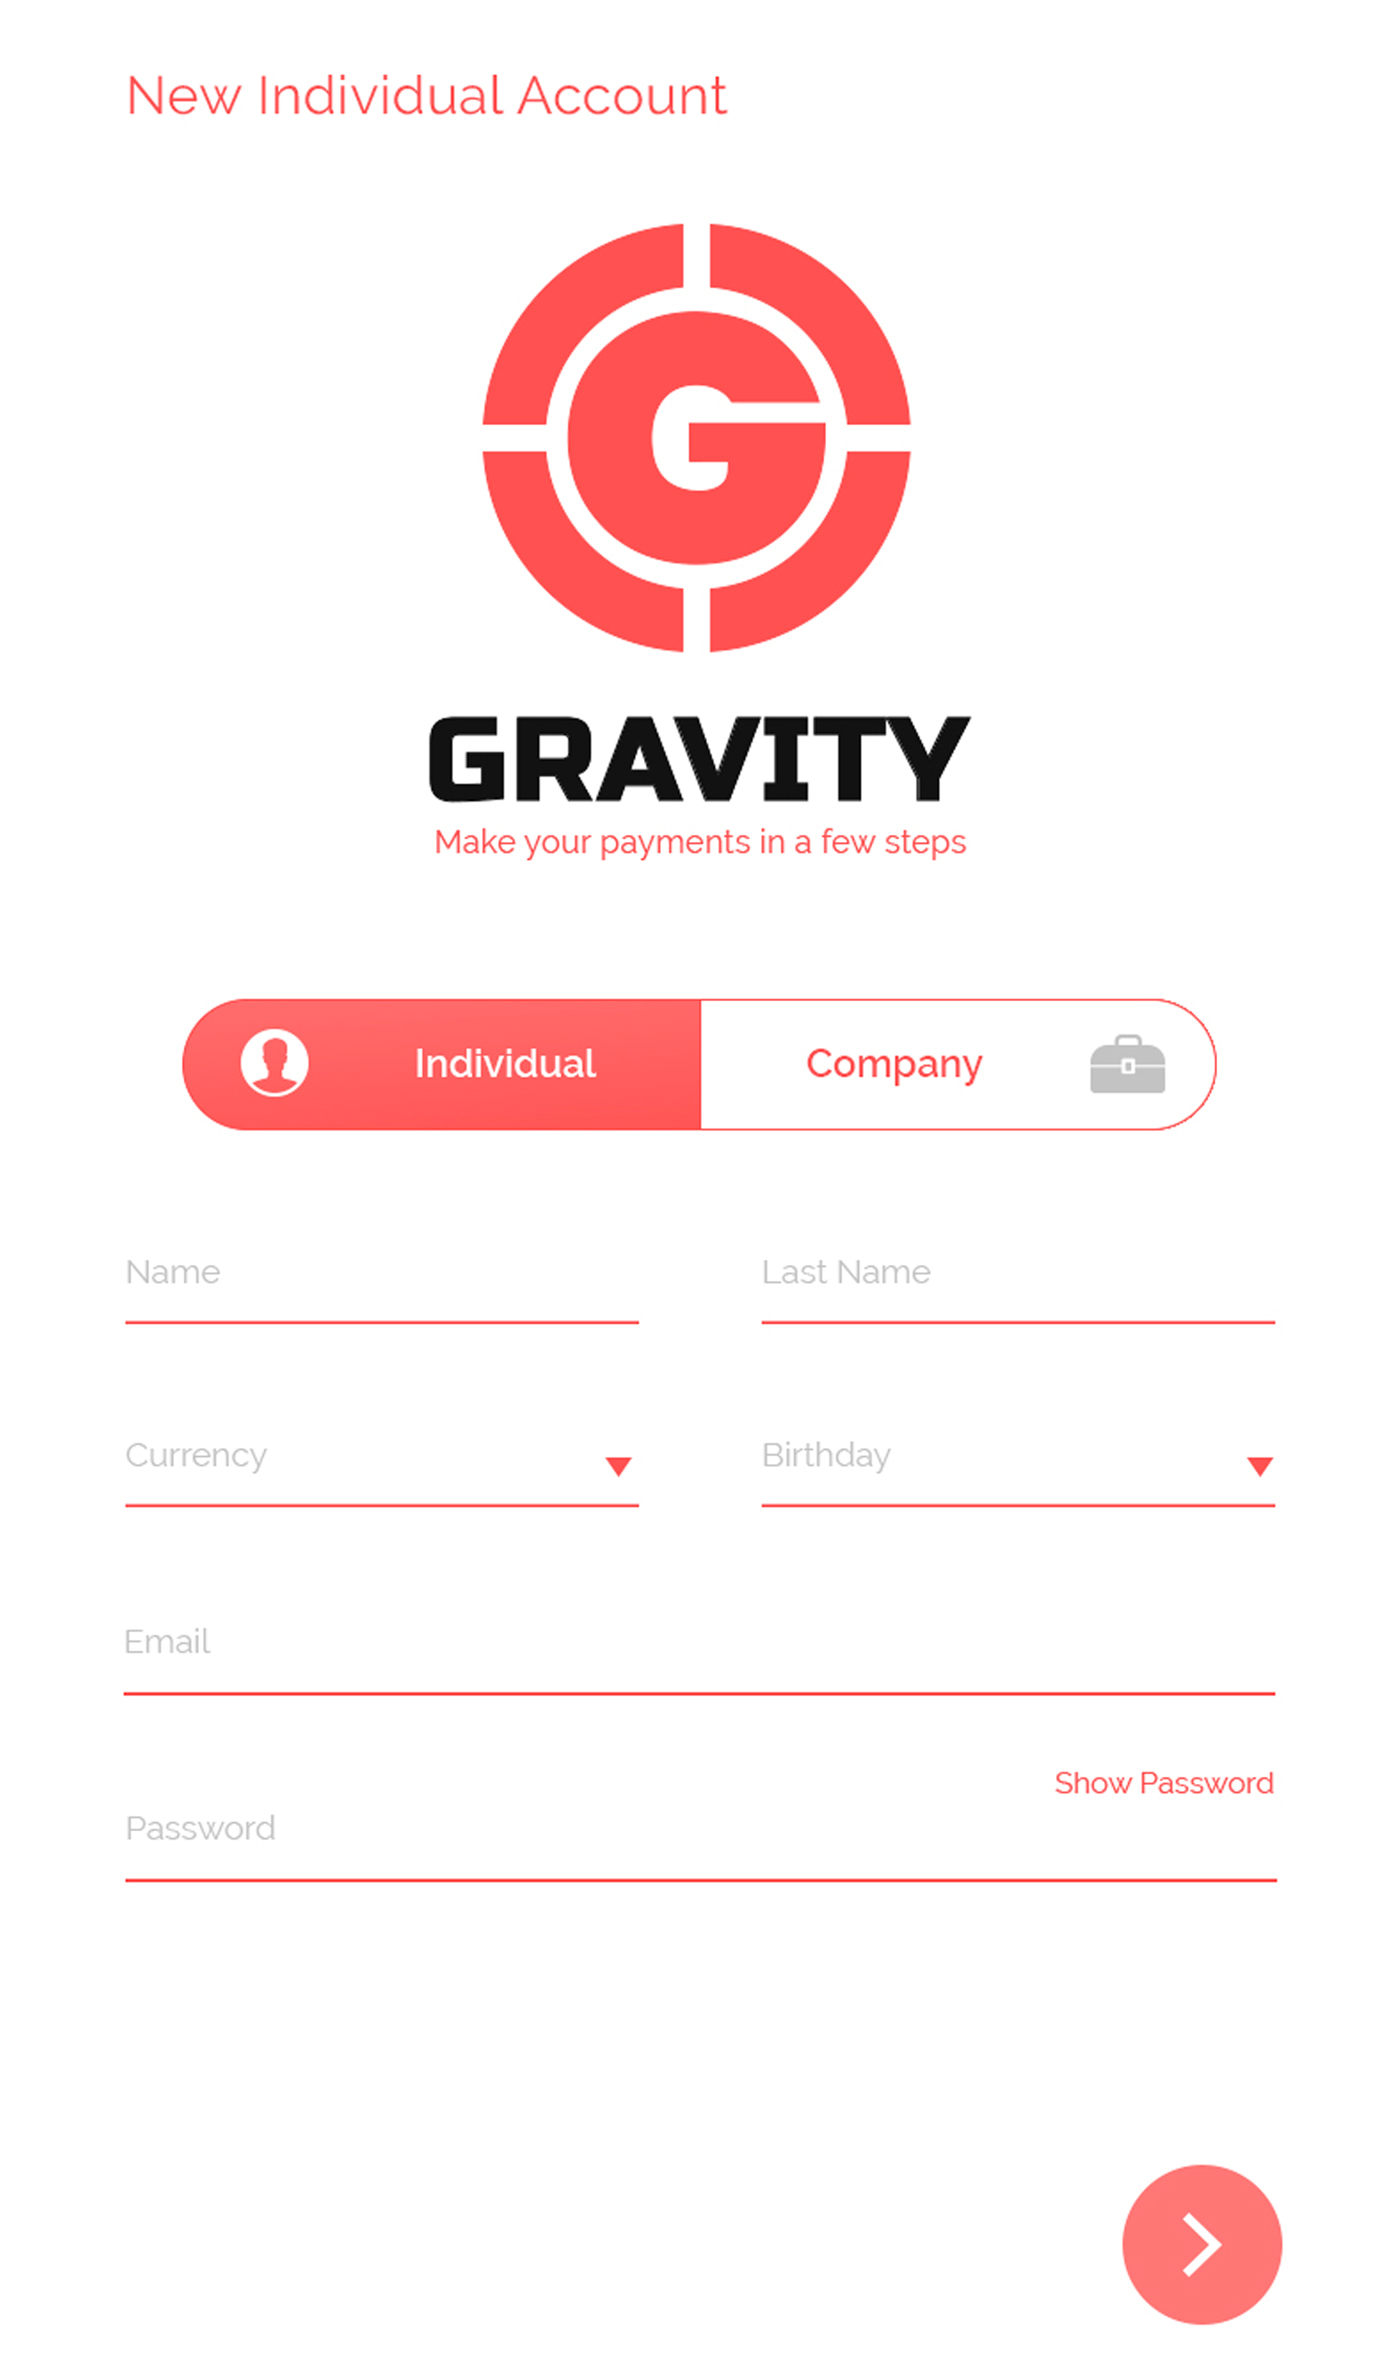 New Individual Account
G
GRAVITY
Make your payments in a few steps
Individual
Company
Name
Last Name
Currency
Birthday
Email
Show Password
Password